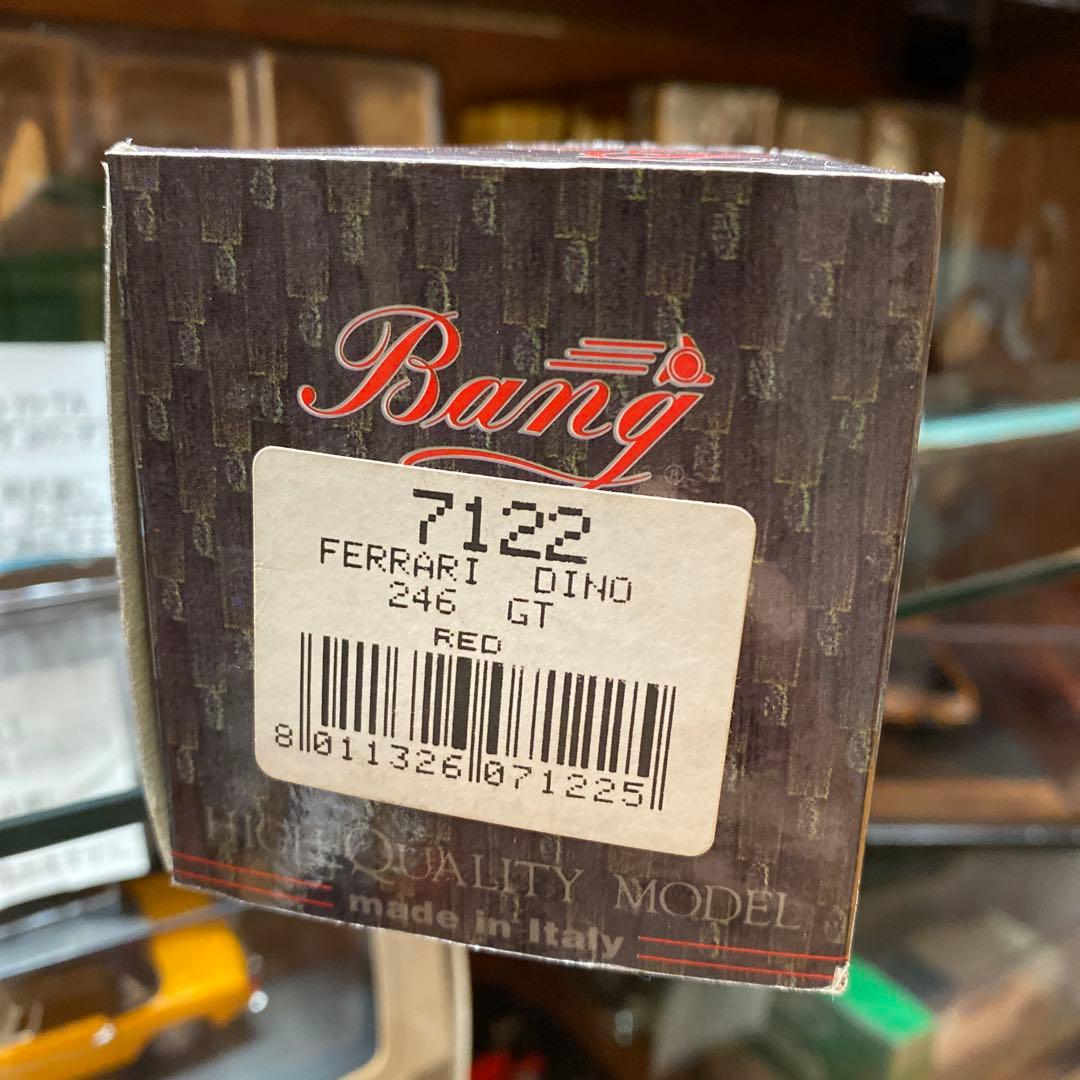 Bang
®
7122
FERRARI DINO
246 GT
RED
8 011326 071225
HIGH QUALITY MODEL
made in Italy